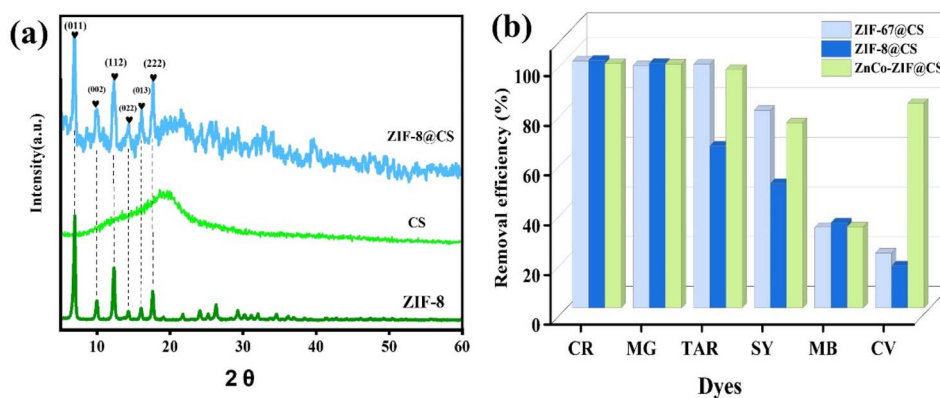 (a)
Intensity(a.u.)
(011)
(002)
(112)
(022)
(013)
(222)
ZIF-8@CS
CS
ZIF-8
10 20 30 40 50 60
2 θ
(b)
ZIF-67@CS
ZIF-8@CS
ZnCo-ZIF@CS
Removal efficiency (%)
100
80
60
40
20
0
CR MG TAR SY MB CV
Dyes